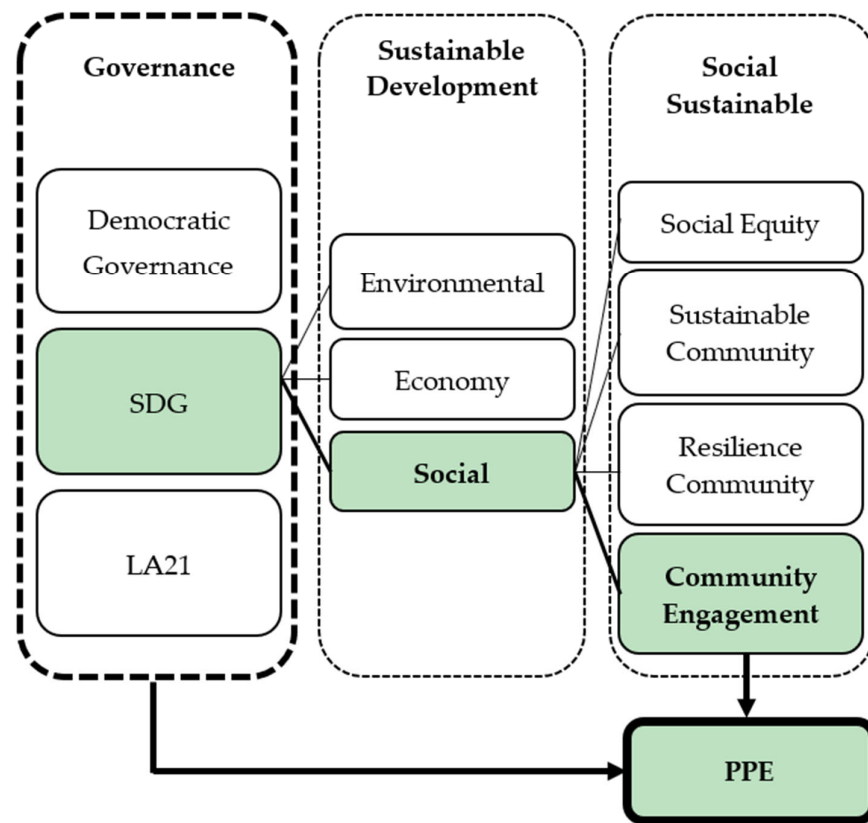 Governance
Democratic
Governance
SDG
LA21
Sustainable
Development
Environmental
Economy
Social
Social
Sustainable
Social Equity
Sustainable
Community
Resilience
Community
Community
Engagement
PPE